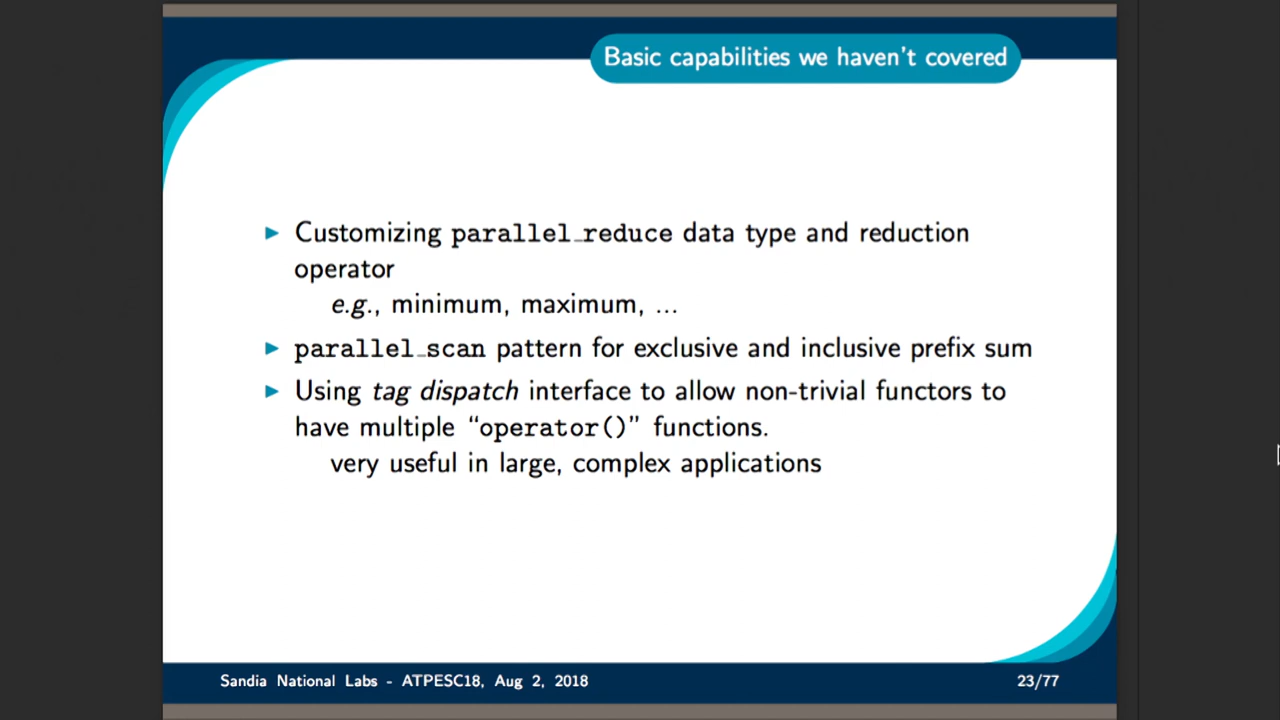 Basic capabilities we haven't covered
► Customizing parallel_reduce data type and reduction
operator
e.g., minimum, maximum, ...
► parallel_scan pattern for exclusive and inclusive prefix sum
► Using tag dispatch interface to allow non-trivial functors to
have multiple “operator()” functions.
very useful in large, complex applications
Sandia National Labs - ATPESC18, Aug 2, 2018
23/77